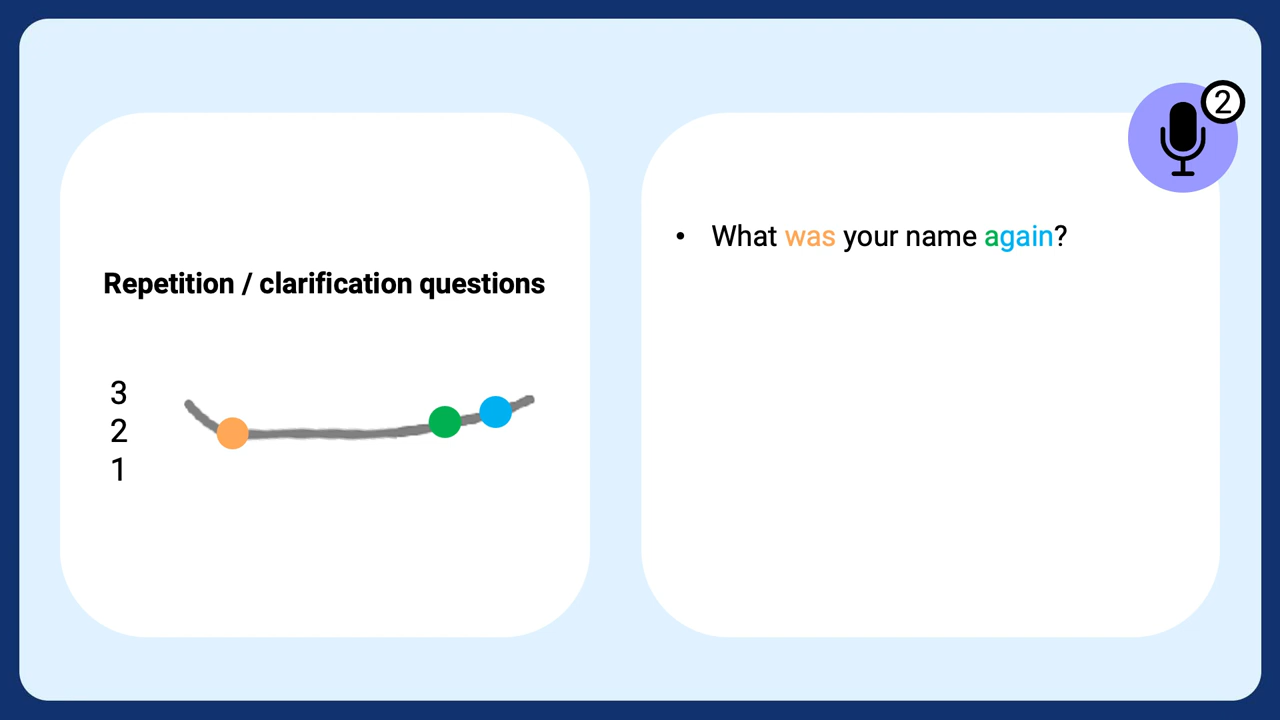 2
Repetition / clarification questions
3
2
1
• What was your name again?